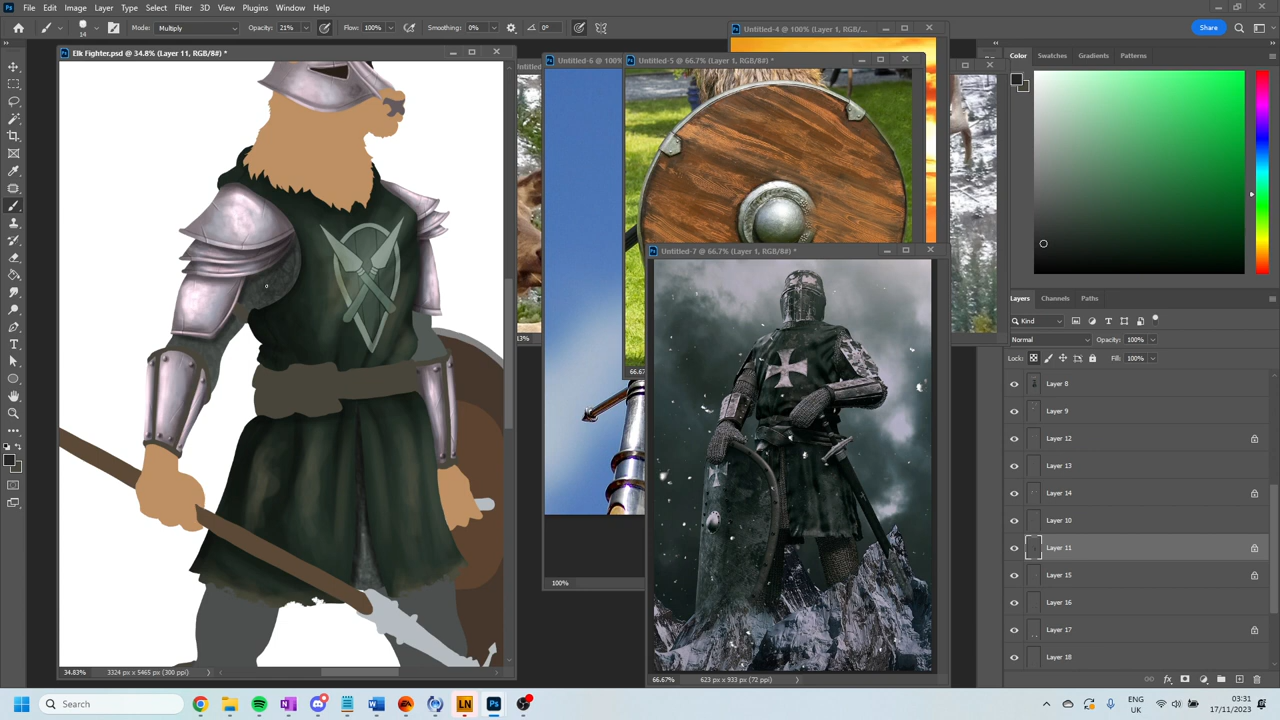 File Edit Image Layer Type Select Filter 3D View Plugins Window Help
14 Mode: Multiply Opacity: 21% Flow: 100% Smoothing: 0% 0° Share
Elk Fighter.psd @ 34.8% (Layer 11, RGB/8#) *
Untitled-4 @ 100% (Layer 1, RGB/...
Untitled-6 @ 100%
Untitled-5 @ 66.7% (Layer 1, RGB/8#) *
Untitled-7 @ 66.7% (Layer 1, RGB/8#) *
Color Swatches Gradients Patterns
Layers Channels Paths
Kind
Normal Opacity: 100%
Lock: Fill: 100%
Layer 8
Layer 9
Layer 12
Layer 13
Layer 14
Layer 10
Layer 11
Layer 15
Layer 16
Layer 17
Layer 18
100%
34.83% 3324 px x 5465 px (300 ppi)
66.67% 623 px x 933 px (72 ppi)
Search
LN
ENG
UK
03:31
17/11/2023